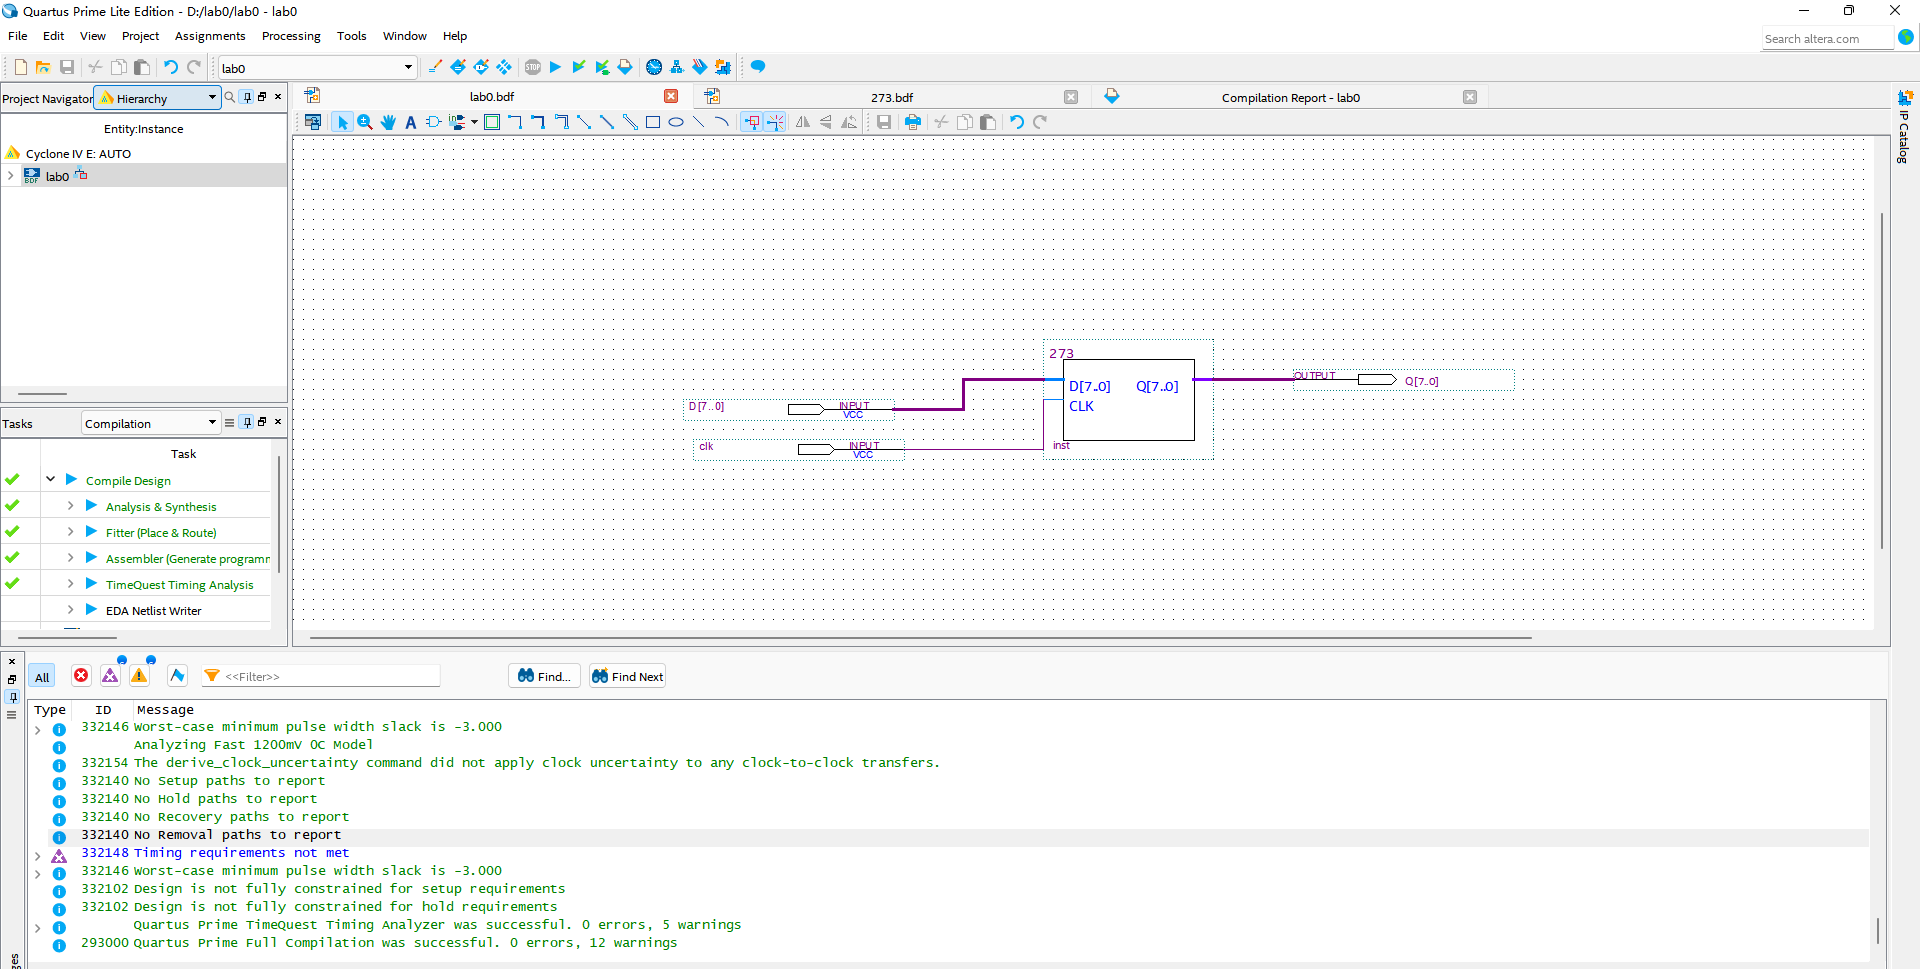 Quartus Prime Lite Edition - D:/lab0/lab0 - lab0
File Edit View Project Assignments Processing Tools Window Help
Search altera.com
lab0
STOP
Project Navigator Hierarchy
lab0.bdf
273.bdf
Compilation Report - lab0
IP Catalog
Entity:Instance
Cyclone IV E: AUTO
BDF lab0
273
D[7..0] Q[7..0]
CLK
inst
D[7..0] INPUT
VCC
clk INPUT
VCC
OUTPUT Q[7..0]
Tasks Compilation
Task
Compile Design
Analysis & Synthesis
Fitter (Place & Route)
Assembler (Generate programm
TimeQuest Timing Analysis
EDA Netlist Writer
All <<Filter>> Find... Find Next
Type ID Message
332146 Worst-case minimum pulse width slack is -3.000
Analyzing Fast 1200mV 0C Model
332154 The derive_clock_uncertainty command did not apply clock uncertainty to any clock-to-clock transfers.
332140 No Setup paths to report
332140 No Hold paths to report
332140 No Recovery paths to report
332140 No Removal paths to report
332148 Timing requirements not met
332146 Worst-case minimum pulse width slack is -3.000
332102 Design is not fully constrained for setup requirements
332102 Design is not fully constrained for hold requirements
Quartus Prime TimeQuest Timing Analyzer was successful. 0 errors, 5 warnings
293000 Quartus Prime Full Compilation was successful. 0 errors, 12 warnings